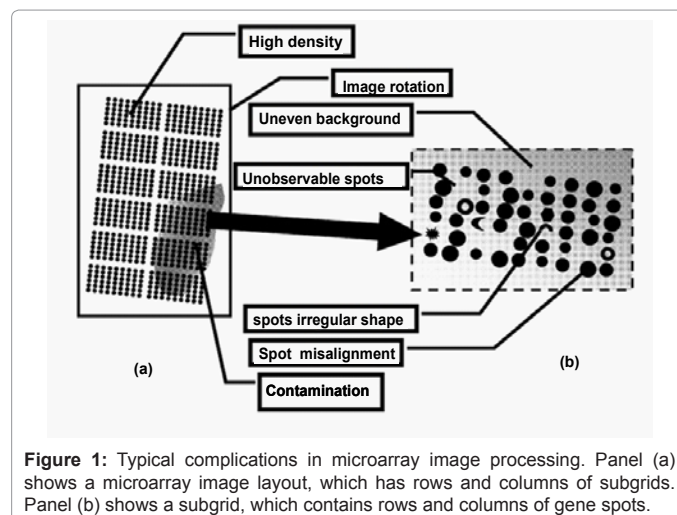 High density
Image rotation
Uneven background
Unobservable spots
spots irregular shape
Spot misalignment
(a)
(b)
Contamination
Figure 1: Typical complications in microarray image processing. Panel (a)
shows a microarray image layout, which has rows and columns of subgrids.
Panel (b) shows a subgrid, which contains rows and columns of gene spots.